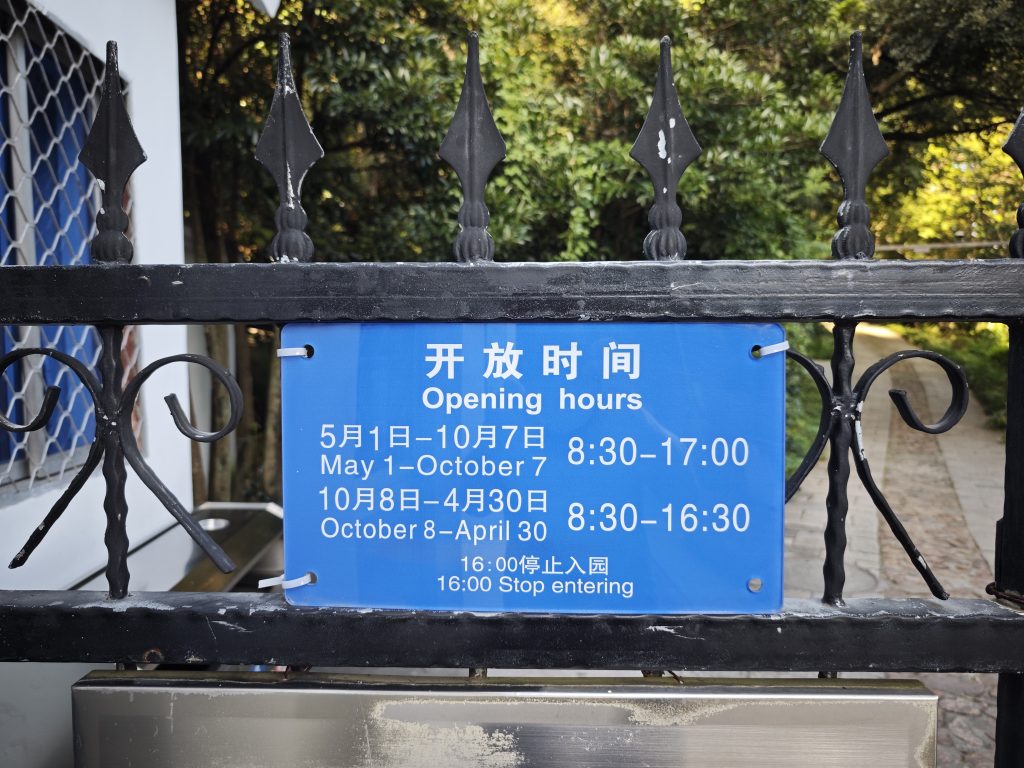 开放时间
Opening hours
5月1日-10月7日 8:30-17:00
May 1-October 7
10月8日-4月30日 8:30-16:30
October 8-April 30
16:00停止入园
16:00 Stop entering